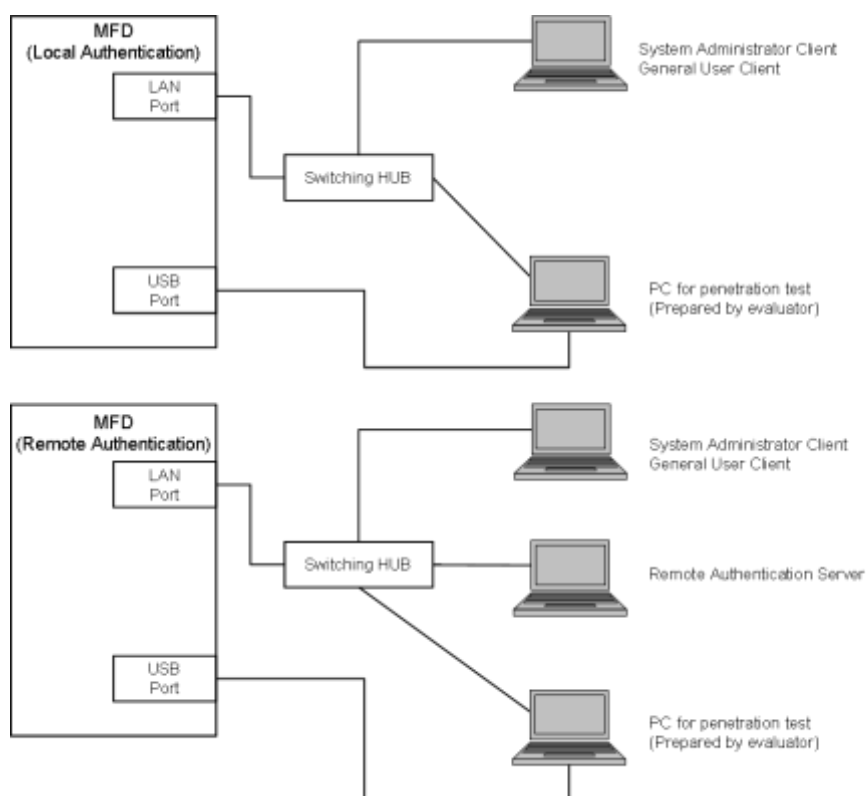 MFD
(Local Authentication)
LAN
Port
System Administrator Client
General User Client
Switching HUB
USB
Port
PC for penetration test
(Prepared by evaluator)
MFD
(Remote Authentication)
LAN
Port
System Administrator Client
General User Client
Switching HUB
Remote Authentication Server
USB
Port
PC for penetration test
(Prepared by evaluator)